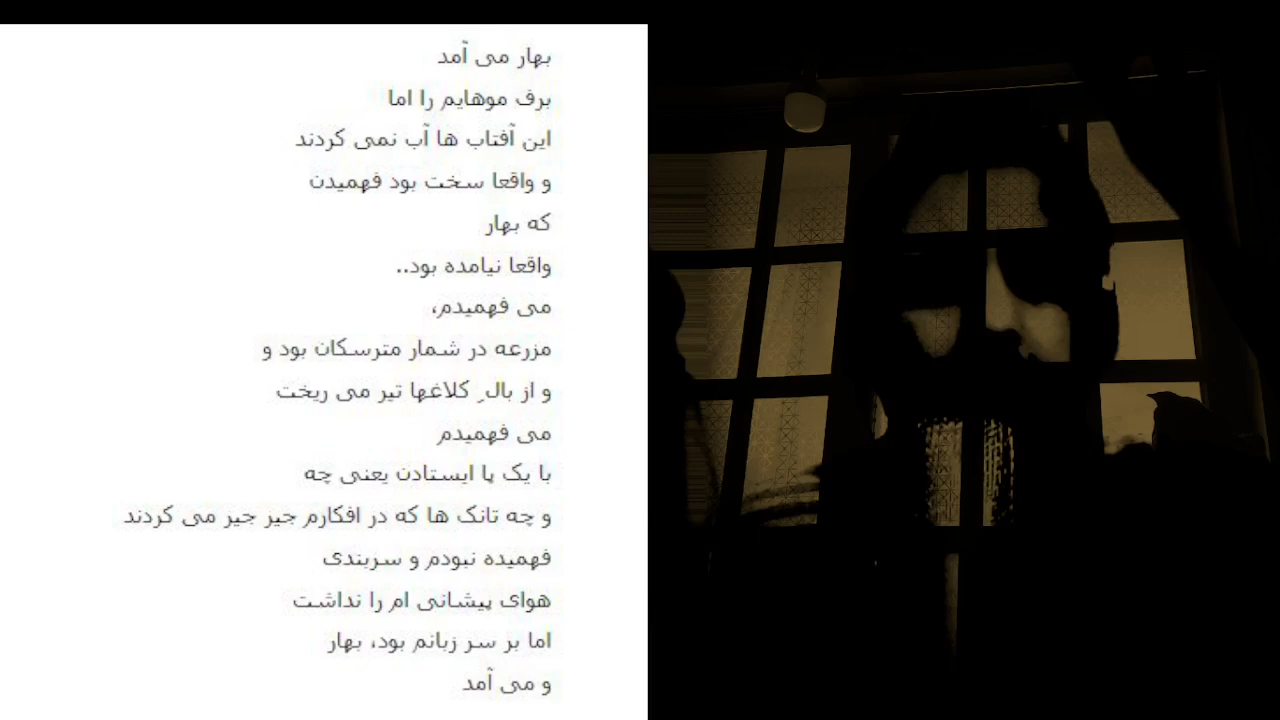 بهار می آمد
برف موهایم را اما
این آفتاب ها آب نمی کردند
و واقعا سخت بود فهمیدن
که بهار
واقعا نیامده بود..
می فهمیدم،
مزرعه در شمار مترسکان بود و
و از بال ِ کلاغها تیر می ریخت
می فهمیدم
با یک پا ایستادن یعنی چه
و چه تانک ها که در افکارم جیر جیر می کردند
فهمیده نبودم و سربندی
هوای پیشانی ام را نداشت
اما بر سر زبانم بود، بهار
و می آمد